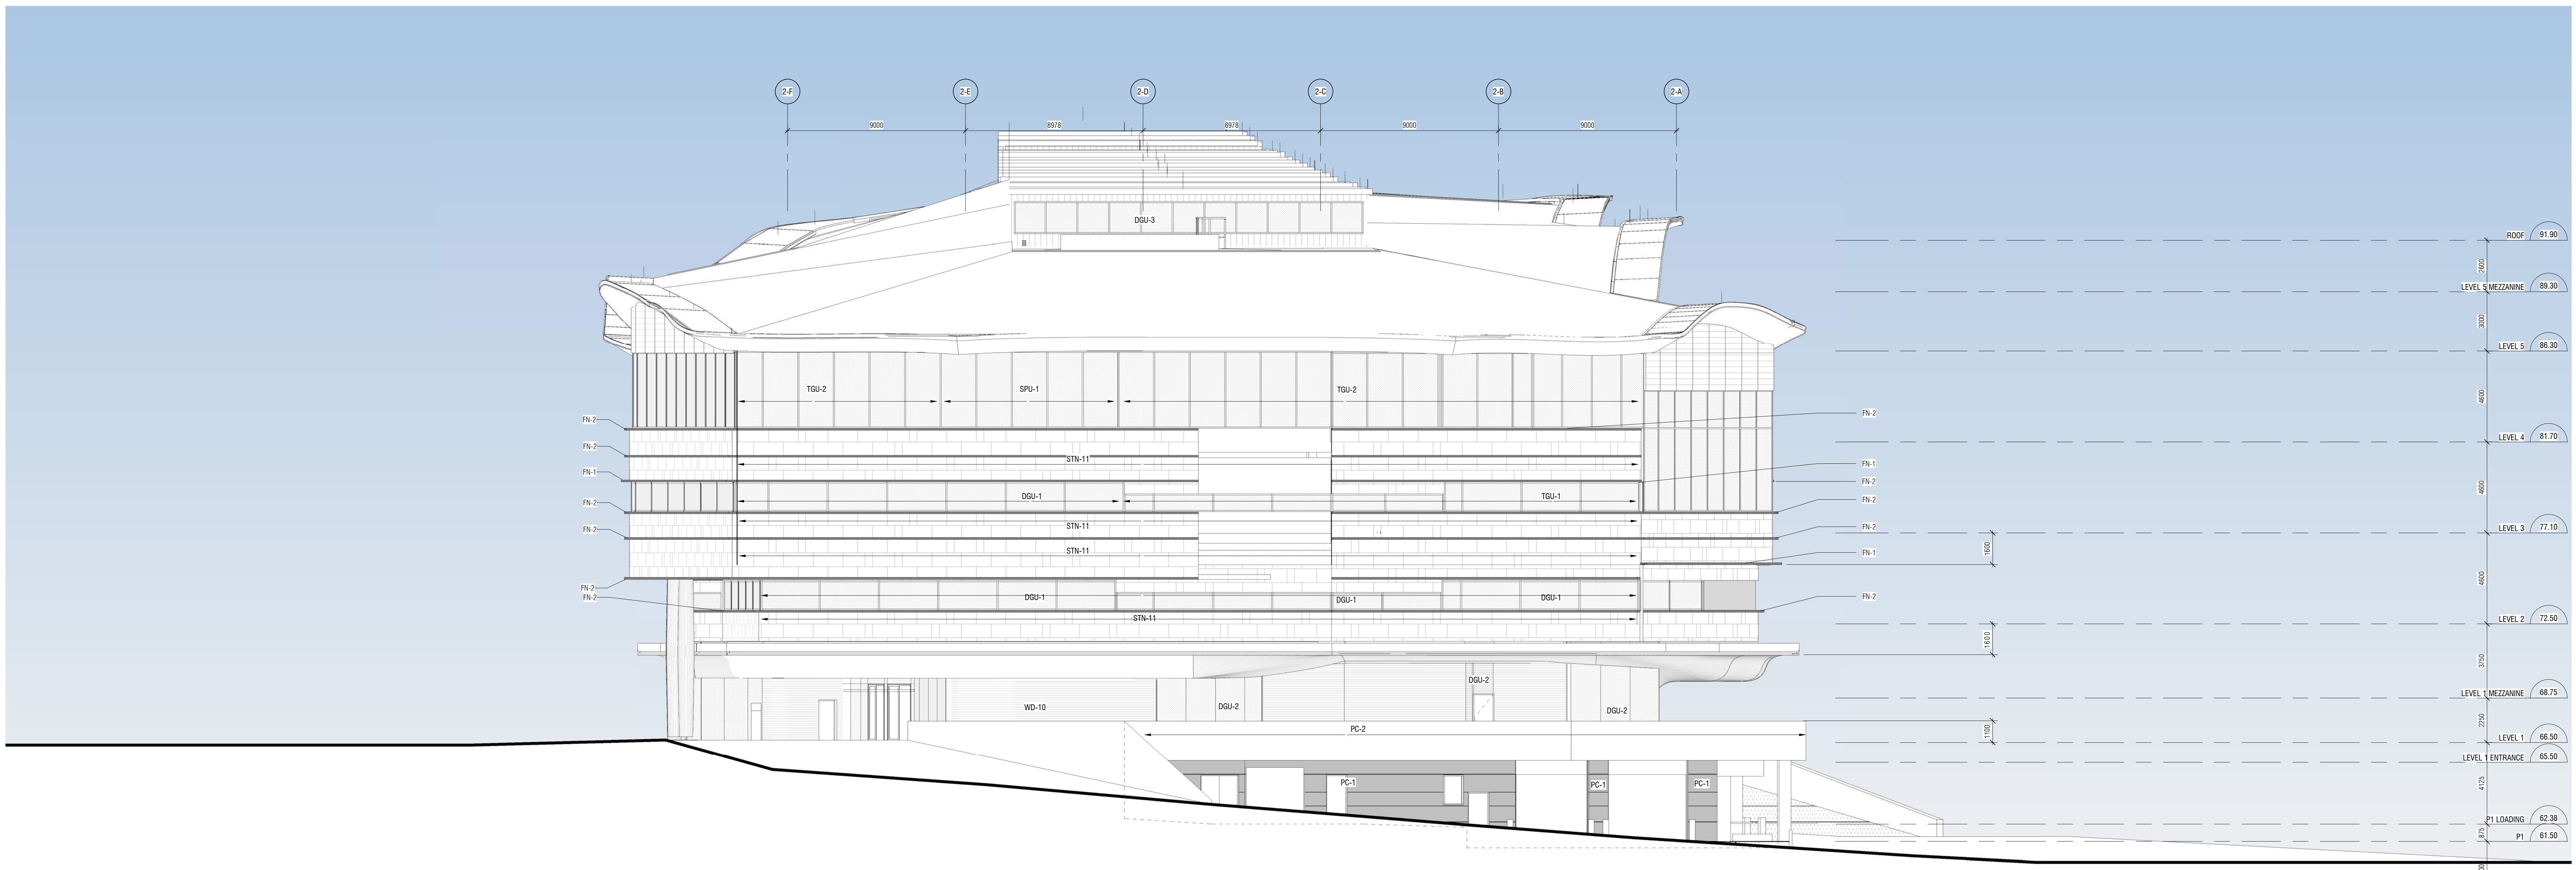 2-F 2-E 2-D 2-C 2-B 2-A
9000 8978 8978 9000 9000
DGU-3
ROOF 91.90
2600
LEVEL 5 MEZZANINE 89.30
3000
LEVEL 5 86.30
TGU-2 SPU-1 TGU-2
4600
FN-2 FN-2
LEVEL 4 81.70
FN-2
STN-11
FN-1
FN-1
FN-2
DGU-1 TGU-1
4600
FN-2
FN-2
STN-11
FN-2
FN-2
LEVEL 3 77.10
STN-11
FN-1
1600
FN-2
4600
FN-2
DGU-1 DGU-1 DGU-1
FN-2
STN-11
LEVEL 2 72.50
1600
3750
DGU-2
LEVEL 1 MEZZANINE 68.75
WD-10 DGU-2 DGU-2
2250
PC-2
1100
LEVEL 1 66.50
LEVEL 1 ENTRANCE 65.50
PC-1 PC-1 PC-1
4125
P1 LOADING 62.38
875
P1 61.50